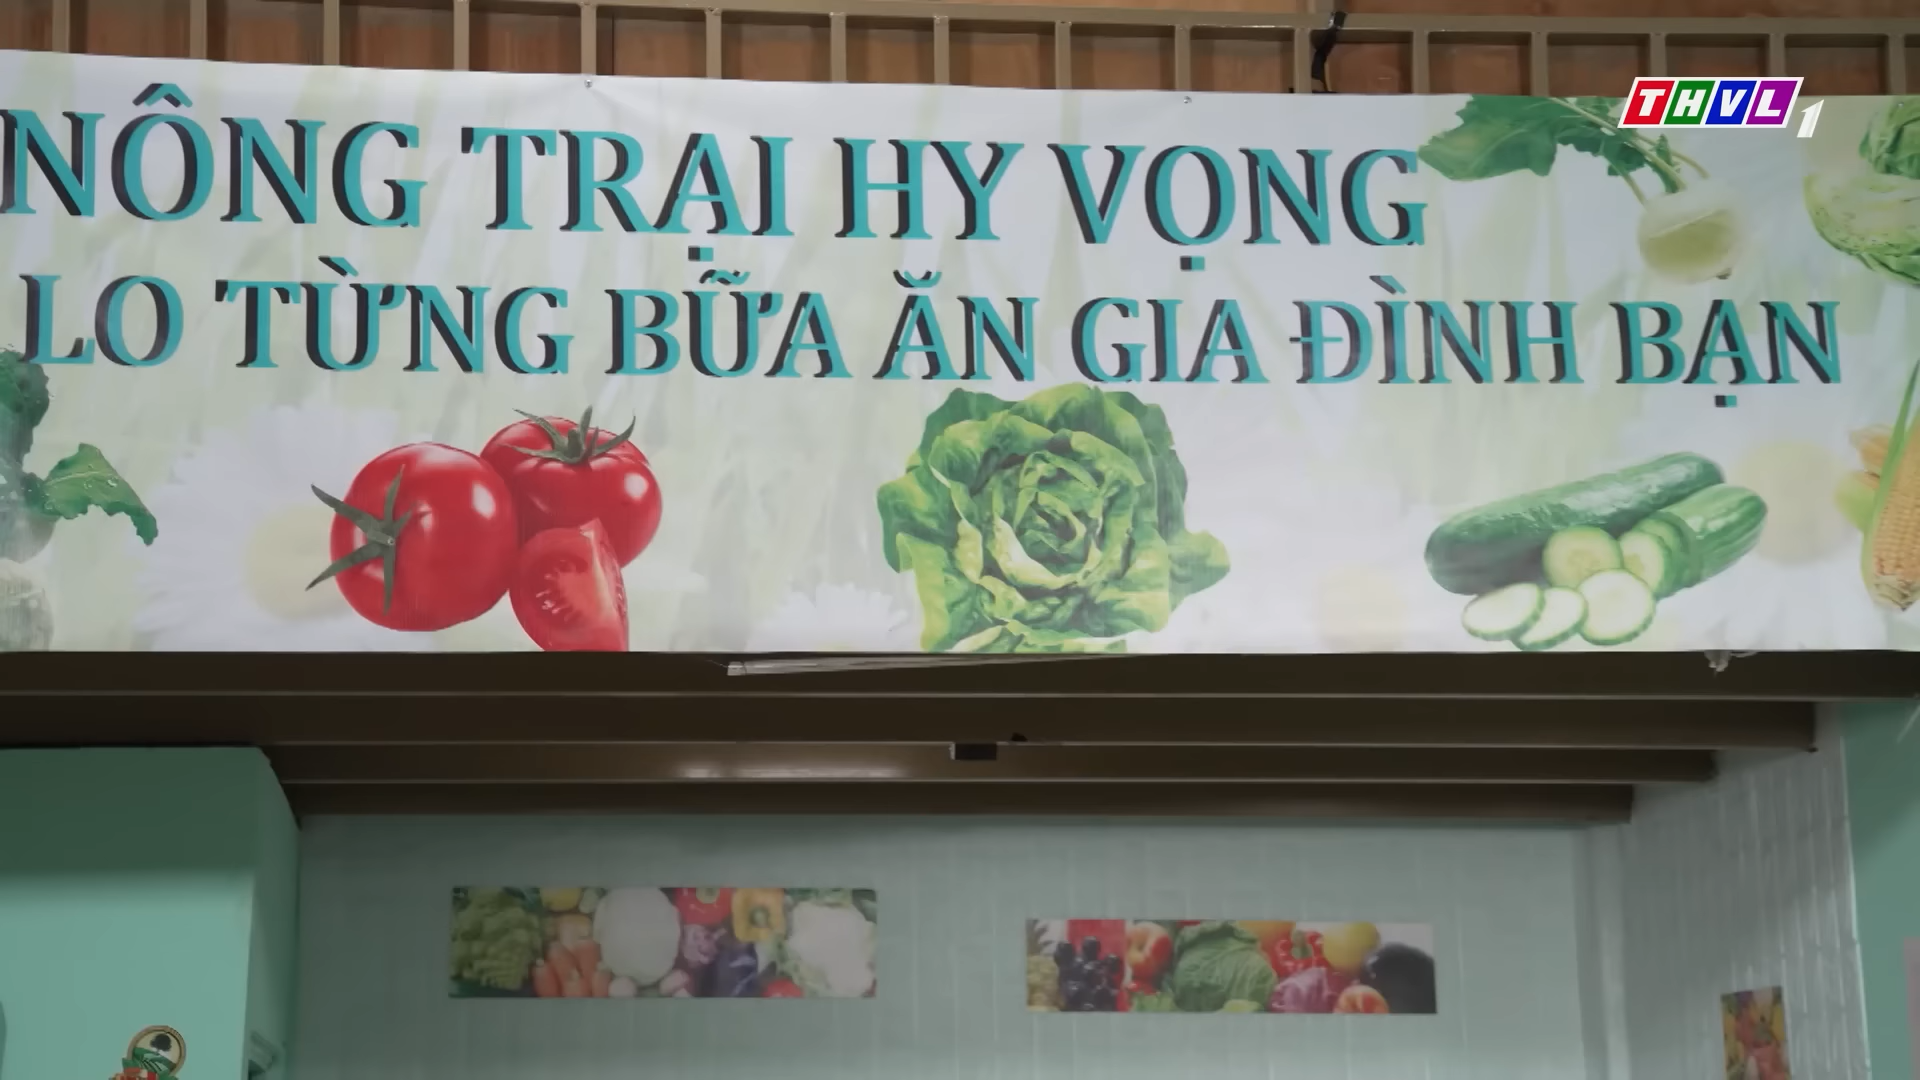 THVL1
NÔNG TRẠI HY VỌNG
LO TỪNG BỮA ĂN GIA ĐÌNH BẠN